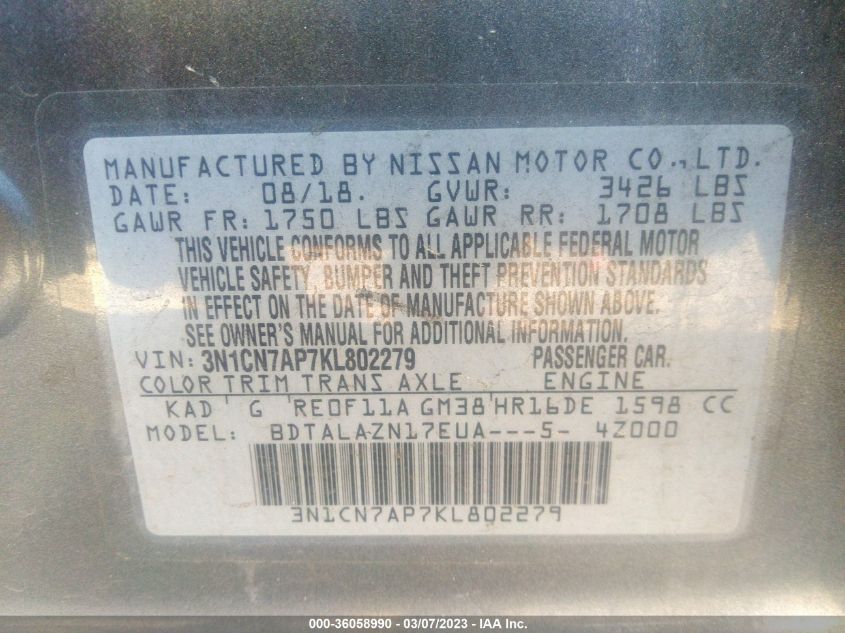 MANUFACTURED BY NISSAN MOTOR CO., LTD.
DATE: 08/18. GVWR: 3426 LBS
GAWR FR: 1750 LBS GAWR RR: 1708 LBS
THIS VEHICLE CONFORMS TO ALL APPLICABLE FEDERAL MOTOR
VEHICLE SAFETY, BUMPER AND THEFT PREVENTION STANDARDS
IN EFFECT ON THE DATE OF MANUFACTURE SHOWN ABOVE.
SEE OWNER'S MANUAL FOR ADDITIONAL INFORMATION.
VIN: 3N1CN7AP7KL802279 PASSENGER CAR.
COLOR TRIM TRANS AXLE ENGINE
KAD G RE0F11A GM38 HR16DE 1598 CC
MODEL: BDTALAZN17EUA---5- 4Z000
3N1CN7AP7KL802279
000-36058990 — 03/07/2023 — IAA Inc.